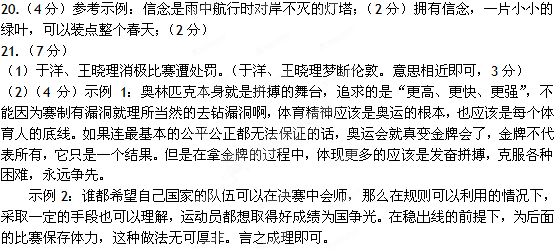 20.（4分）参考示例：信念是雨中航行时对岸不灭的灯塔；（2分）拥有信念，一片小小的
绿叶，可以装点整个春天；（2分）
21.（7分）
（1）于洋、王晓理消极比赛遭处罚。（于洋、王晓理梦断伦敦。意思相近即可，3分）
（2）（4分）示例 1：奥林匹克本身就是拼搏的舞台，追求的是“更高、更快、更强”，不
能因为赛制有漏洞就理所当然的去钻漏洞啊，体育精神应该是奥运的根本，也应该是每个体
育人的底线。如果连最基本的公平公正都无法保证的话，奥运会就真变金牌会了，金牌不代
表所有，它只是一个结果。但是在拿金牌的过程中，体现更多的应该是发奋拼搏，克服各种
困难，永远争先。
示例 2：谁都希望自己国家的队伍可以在决赛中会师，那么在规则可以利用的情况下，
采取一定的手段也可以理解，运动员都想取得好成绩为国争光。在稳出线的前提下，为后面
的比赛保存体力，这种做法无可厚非。言之成理即可。